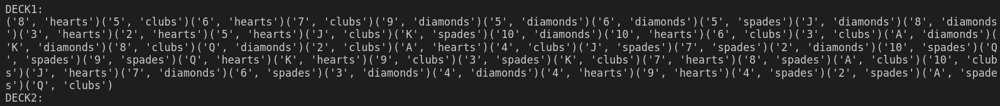 DECK1:
('8', 'hearts')('5', 'clubs')('6', 'hearts')('7', 'clubs')('9', 'diamonds')('5', 'diamonds')('6', 'diamonds')('5', 'spades')('J', 'diamonds')('8', 'diamonds
')('3', 'hearts')('2', 'hearts')('5', 'hearts')('J', 'clubs')('K', 'spades')('10', 'diamonds')('10', 'hearts')('6', 'clubs')('3', 'clubs')('A', 'diamonds')(
'K', 'diamonds')('8', 'clubs')('Q', 'diamonds')('2', 'clubs')('A', 'hearts')('4', 'clubs')('J', 'spades')('7', 'spades')('2', 'diamonds')('10', 'spades')('Q
', 'spades')('9', 'spades')('Q', 'hearts')('K', 'hearts')('9', 'clubs')('3', 'spades')('K', 'clubs')('7', 'hearts')('8', 'spades')('A', 'clubs')('10', 'club
s')('J', 'hearts')('7', 'diamonds')('6', 'spades')('3', 'diamonds')('4', 'diamonds')('4', 'hearts')('9', 'hearts')('4', 'spades')('2', 'spades')('A', 'spade
s')('Q', 'clubs')
DECK2: